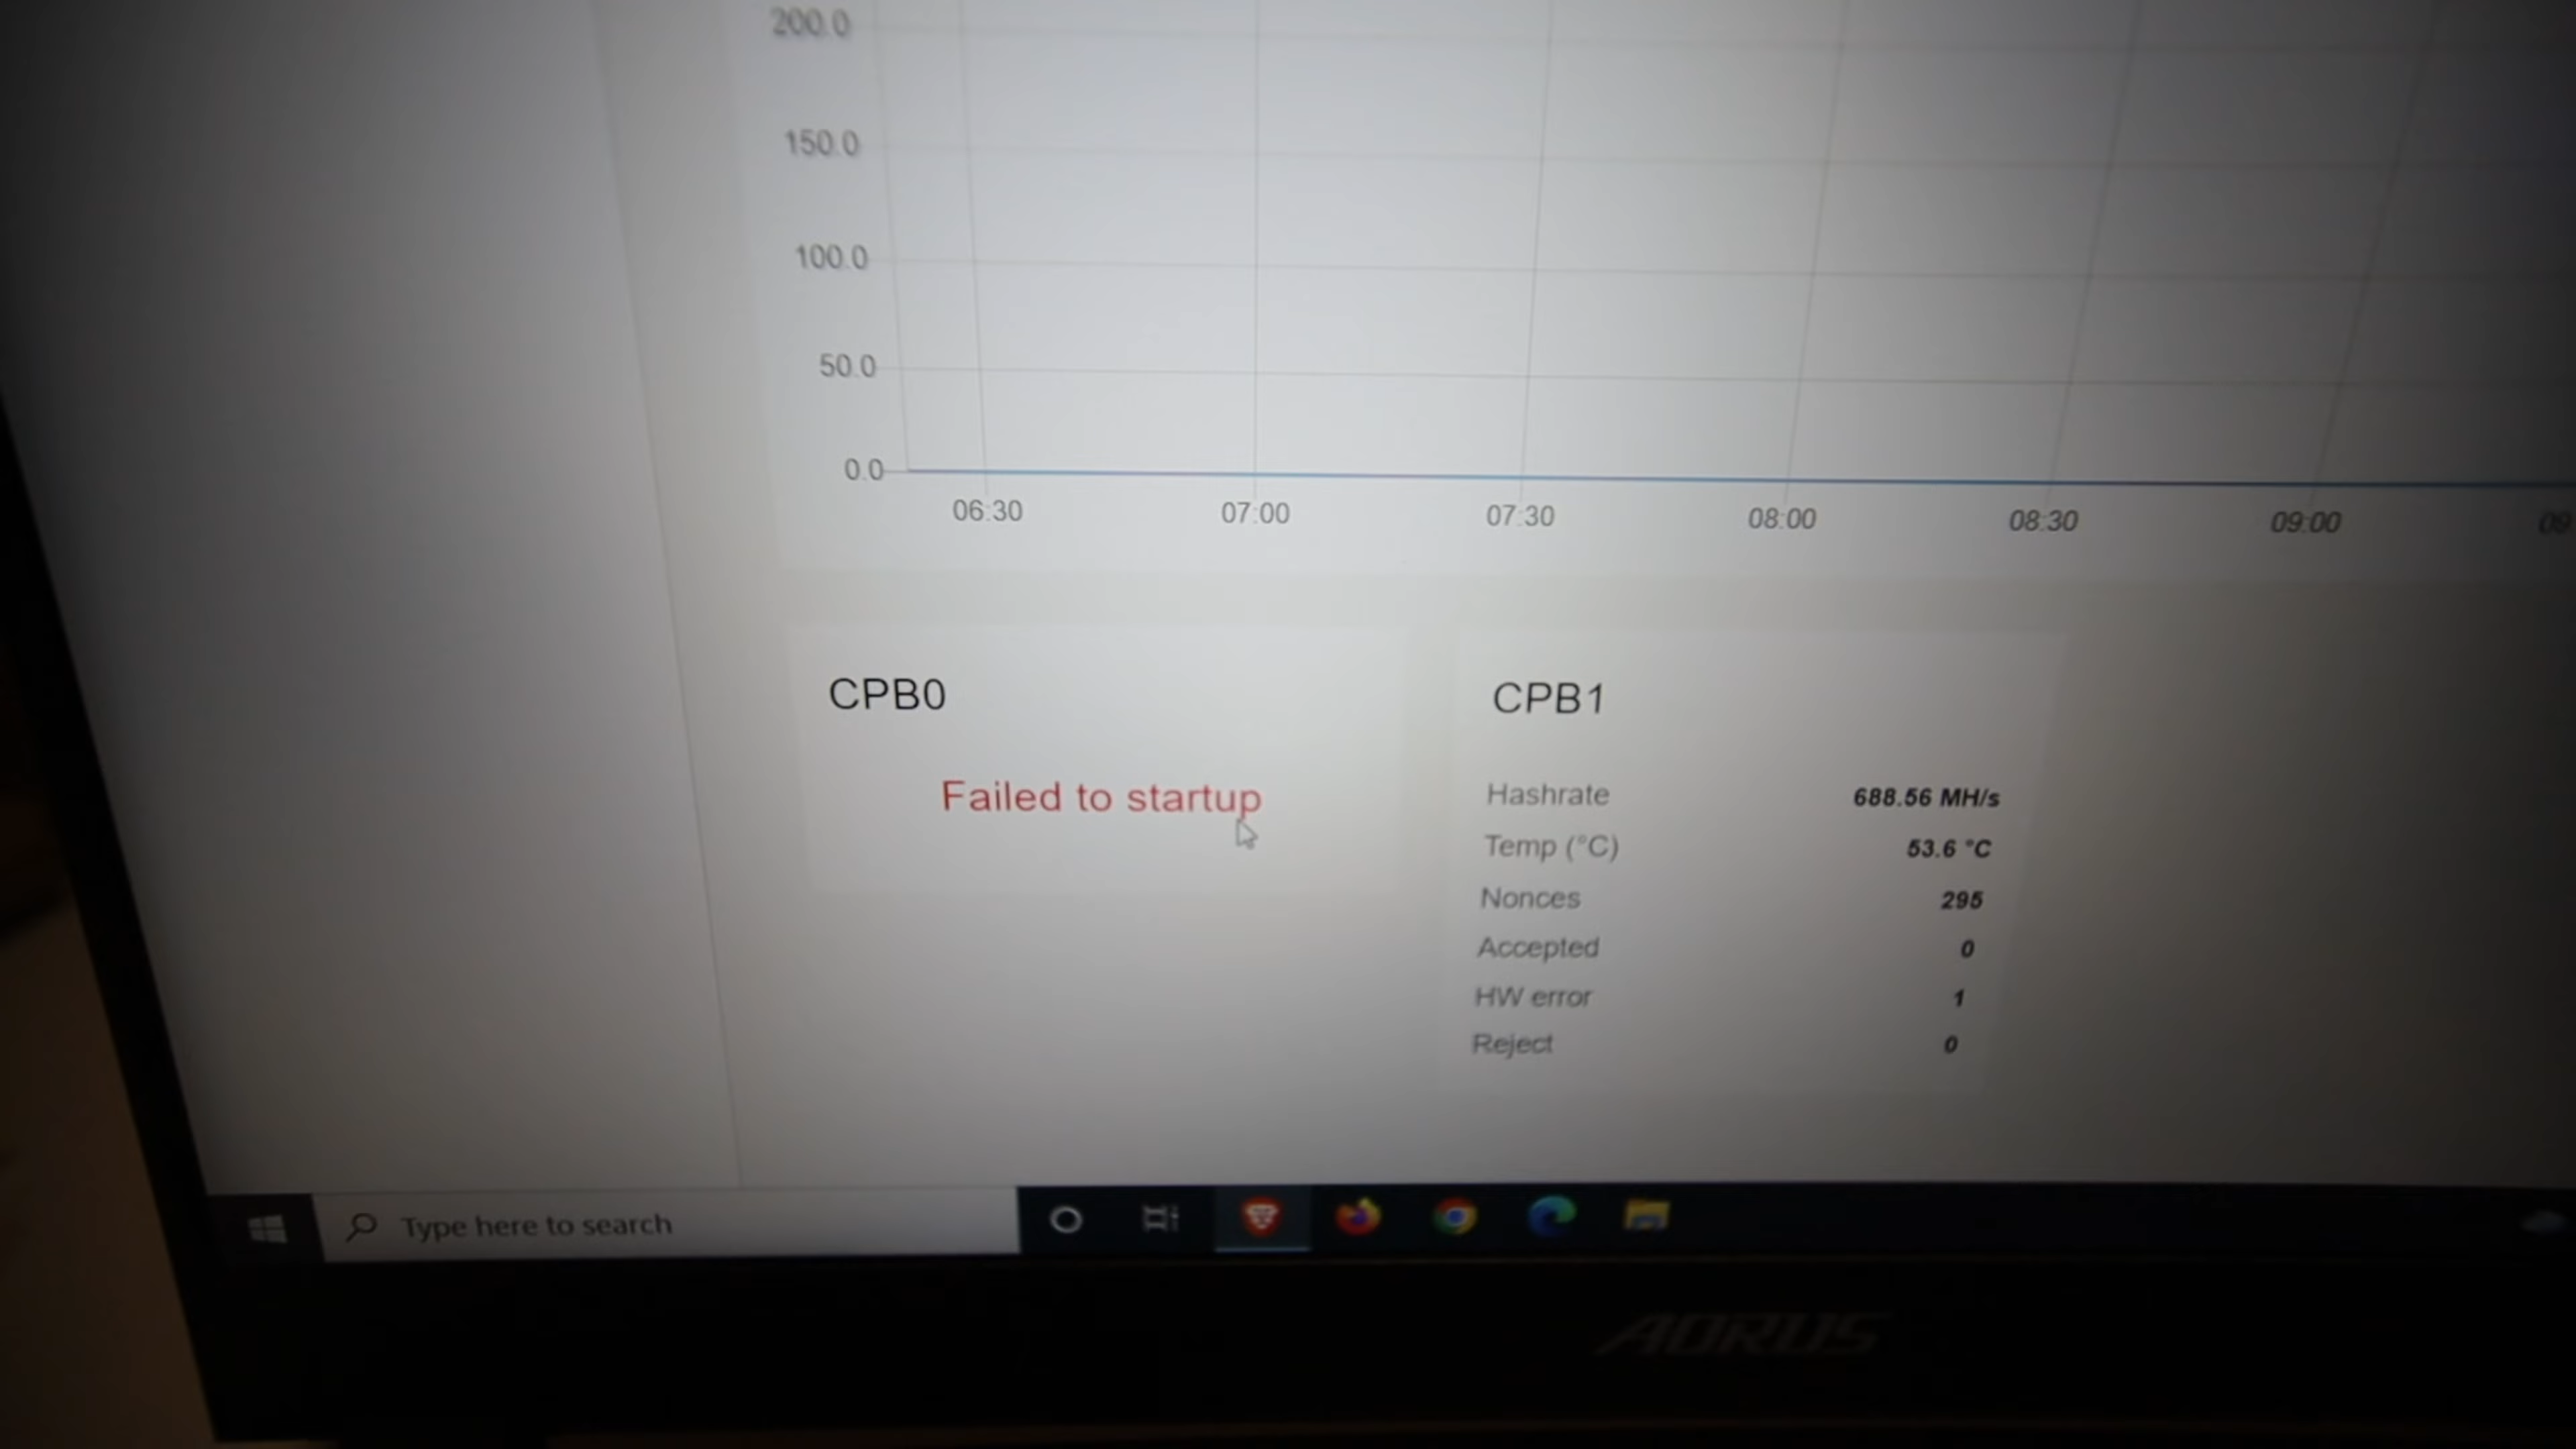 200.0
150.0
100.0
50.0
0.0
06:30 07:00 07:30 08:00 08:30 09:00
CPB0
Failed to startup
CPB1
Hashrate 688.56 MH/s
Temp (°C) 53.6 °C
Nonces 295
Accepted 0
HW error 1
Reject 0
Type here to search
AORUS